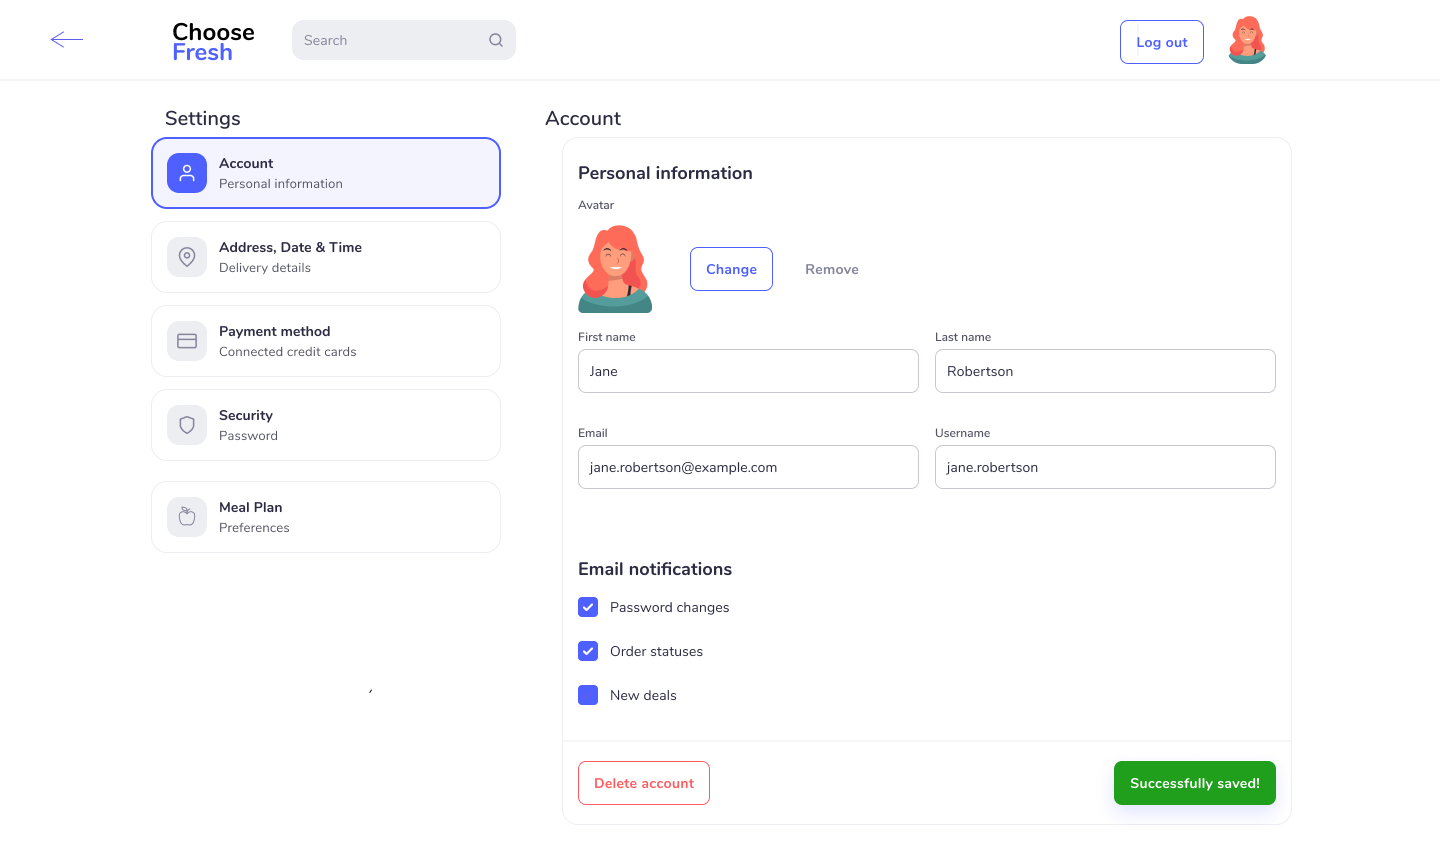 Choose
Fresh
Search
Log out
Settings
Account
Personal information
Address, Date & Time
Delivery details
Payment method
Connected credit cards
Security
Password
Meal Plan
Preferences
Account
Personal information
Avatar
Change
Remove
First name
Last name
Jane
Robertson
Email
Username
jane.robertson@example.com
jane.robertson
Email notifications
Password changes
Order statuses
New deals
Delete account
Successfully saved!